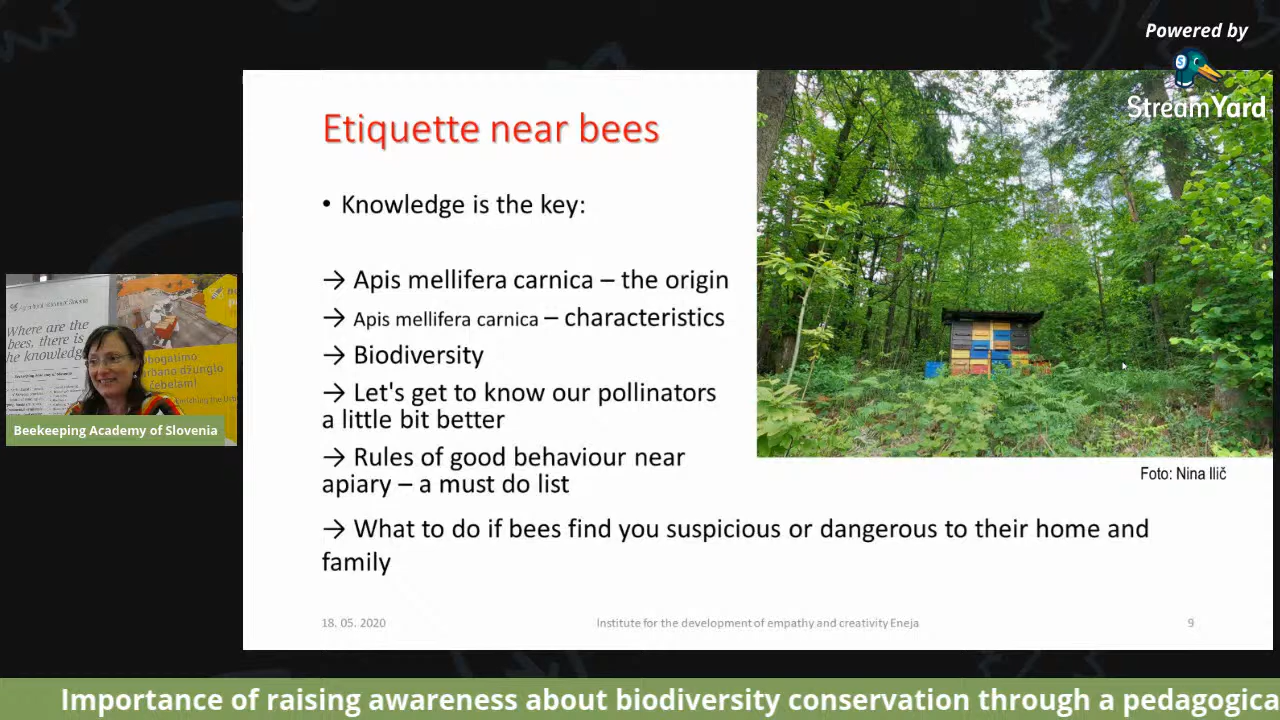 Powered by
StreamYard
Etiquette near bees
• Knowledge is the key:
→ Apis mellifera carnica – the origin
→ Apis mellifera carnica – characteristics
→ Biodiversity
→ Let's get to know our pollinators
a little bit better
→ Rules of good behaviour near
apiary – a must do list
→ What to do if bees find you suspicious or dangerous to their home and
family
Foto: Nina Ilič
18. 05. 2020
Institute for the development of empathy and creativity Eneja
9
Where are the
bees, there is
he knowledg
bogatimo
rbano džunglo
čebelami!
Beekeeping Academy of Slovenia
Importance of raising awareness about biodiversity conservation through a pedagogica